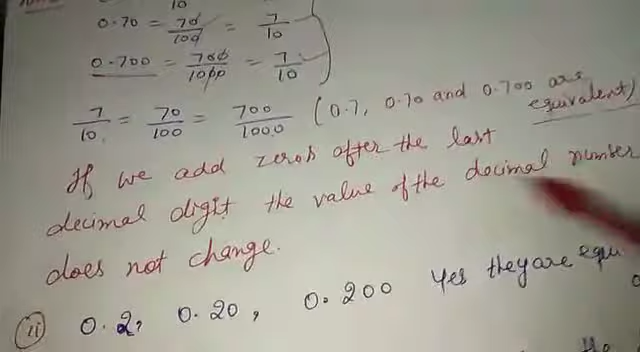 10
0.70 = 70/100 = 7/10
0.700 = 700/1000 = 7/10
7/10 = 70/100 = 700/1000 (0.7, 0.70 and 0.700 are equivalent)
If we add zeros after the last
decimal digit the value of the decimal number
does not change.
ii 0.2, 0.20, 0.200 Yes they are equ